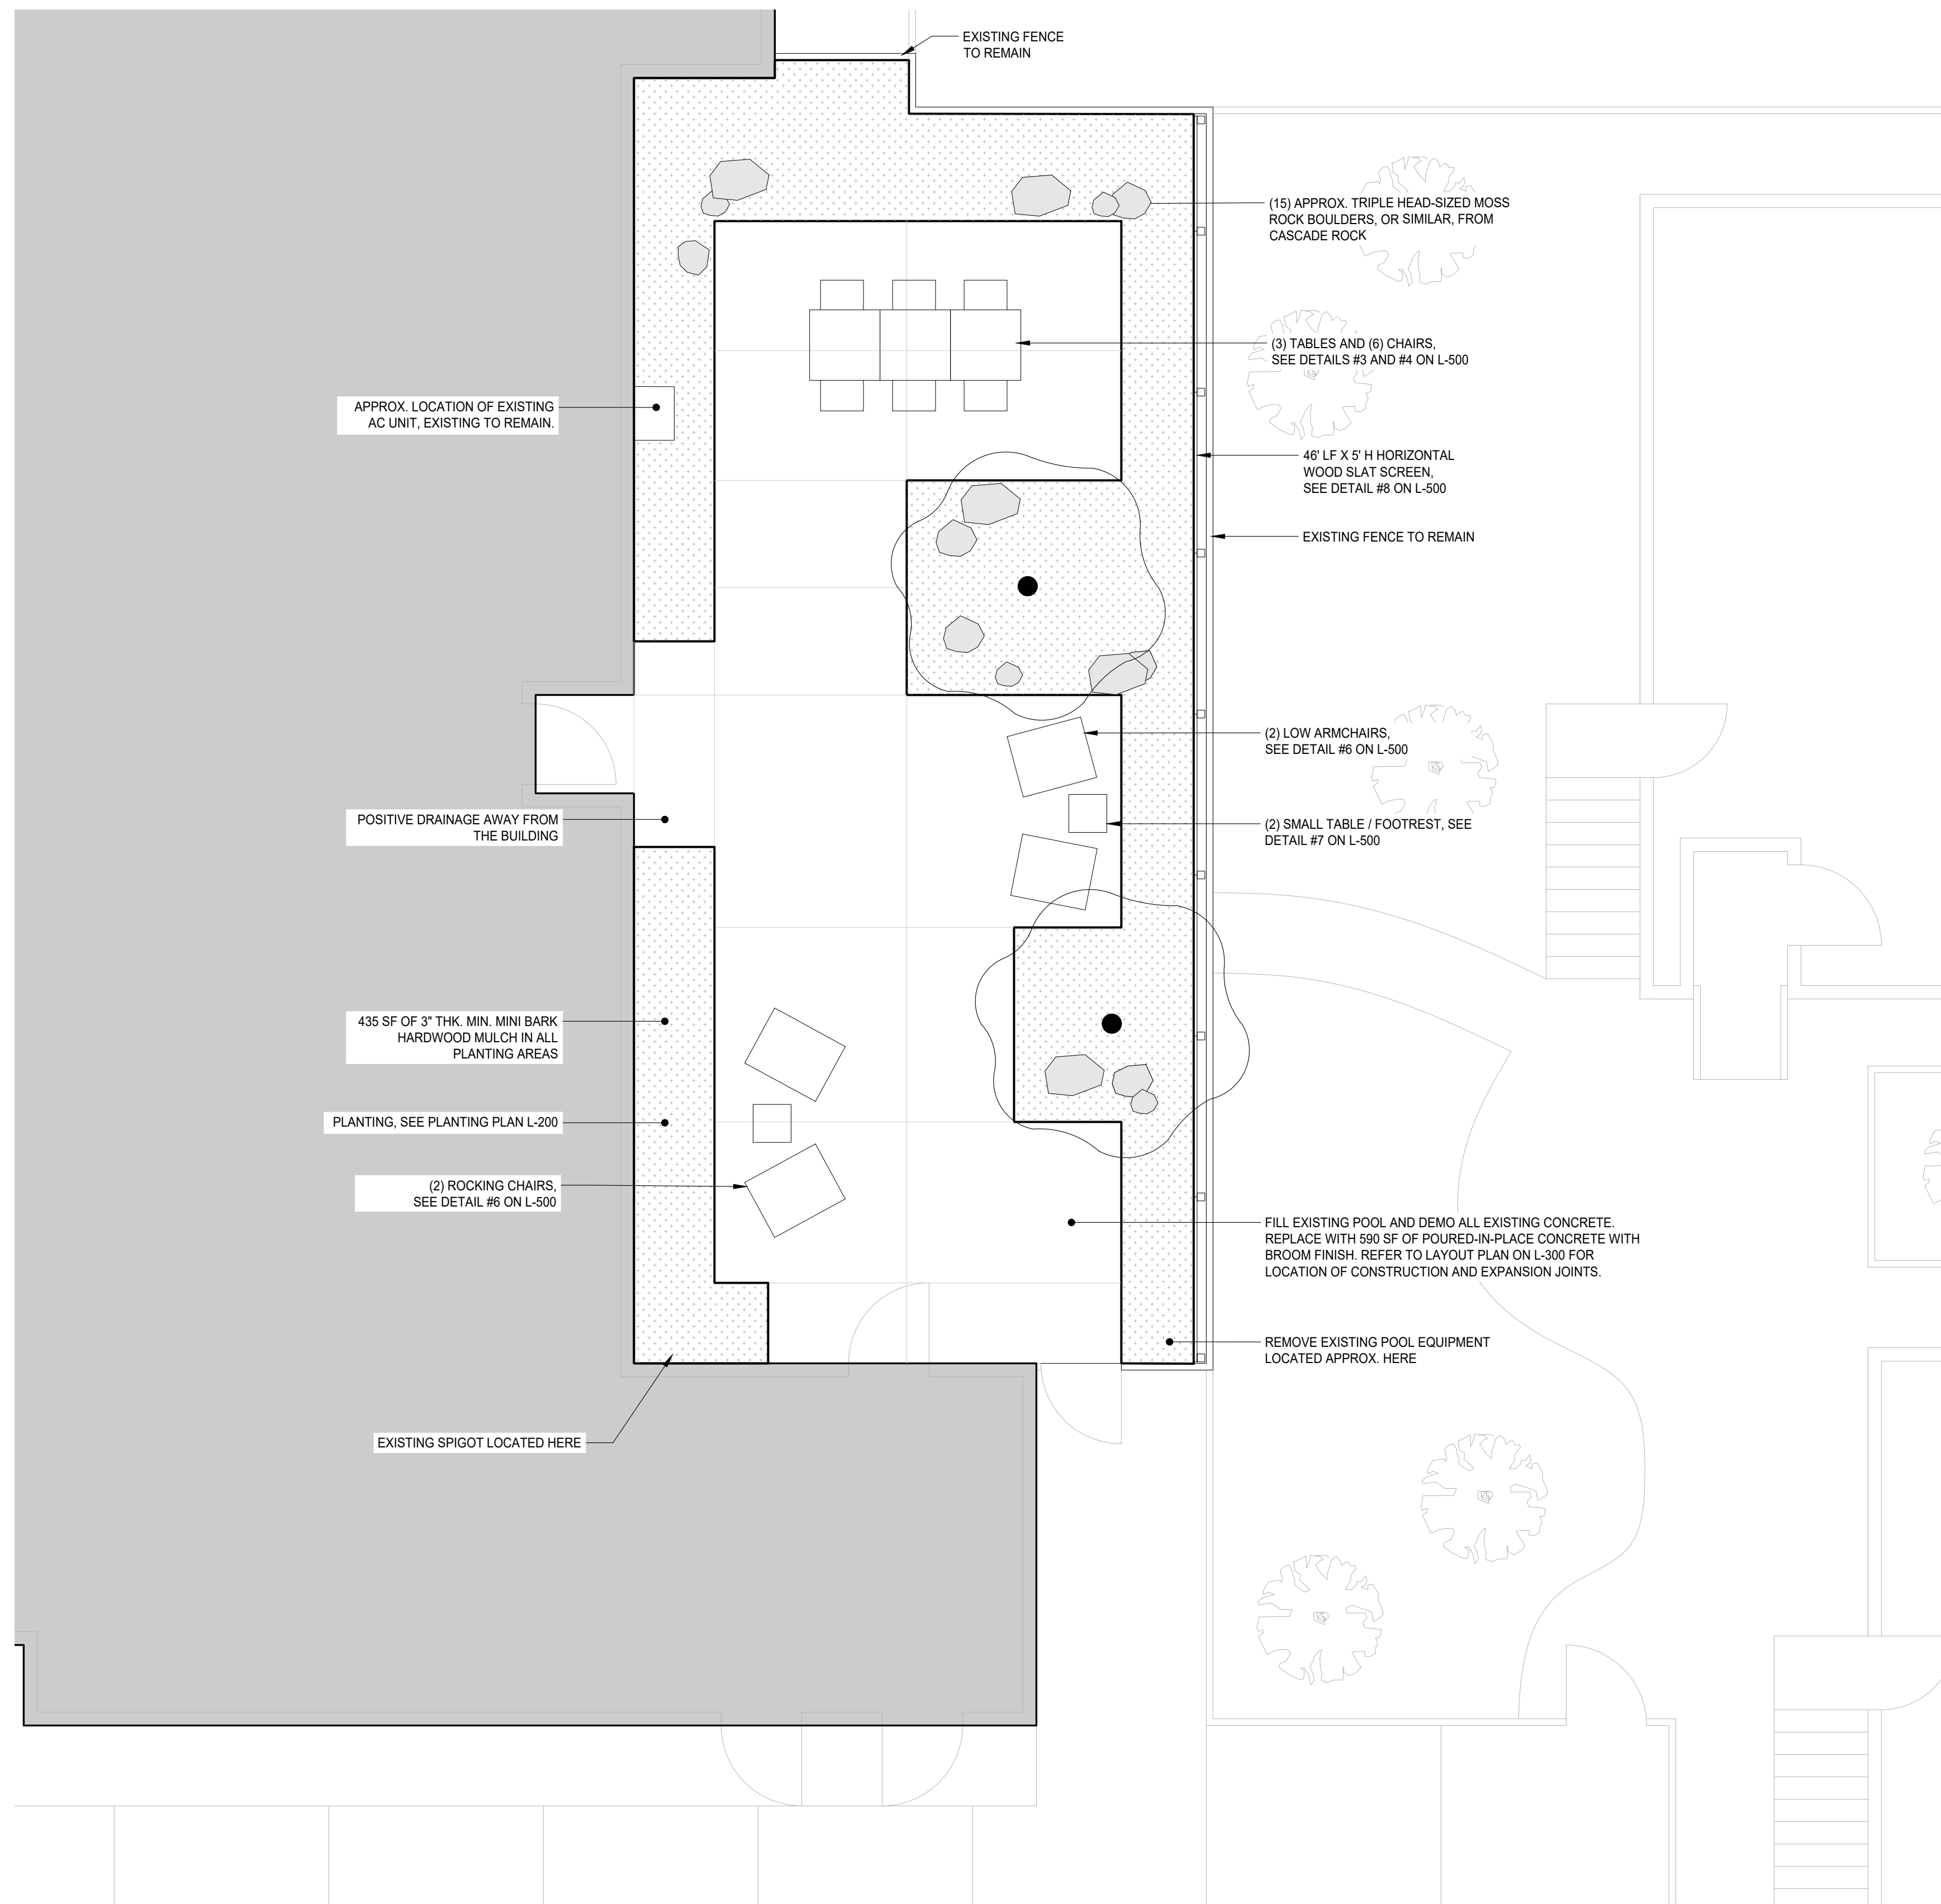 EXISTING FENCE
TO REMAIN
(15) APPROX. TRIPLE HEAD-SIZED MOSS
ROCK BOULDERS, OR SIMILAR, FROM
CASCADE ROCK
(3) TABLES AND (6) CHAIRS,
SEE DETAILS #3 AND #4 ON L-500
APPROX. LOCATION OF EXISTING
AC UNIT, EXISTING TO REMAIN.
46' LF X 5' H HORIZONTAL
WOOD SLAT SCREEN,
SEE DETAIL #8 ON L-500
EXISTING FENCE TO REMAIN
(2) LOW ARMCHAIRS,
SEE DETAIL #6 ON L-500
POSITIVE DRAINAGE AWAY FROM
THE BUILDING
(2) SMALL TABLE / FOOTREST, SEE
DETAIL #7 ON L-500
435 SF OF 3" THK. MIN. MINI BARK
HARDWOOD MULCH IN ALL
PLANTING AREAS
PLANTING, SEE PLANTING PLAN L-200
(2) ROCKING CHAIRS,
SEE DETAIL #6 ON L-500
FILL EXISTING POOL AND DEMO ALL EXISTING CONCRETE.
REPLACE WITH 590 SF OF POURED-IN-PLACE CONCRETE WITH
BROOM FINISH. REFER TO LAYOUT PLAN ON L-300 FOR
LOCATION OF CONSTRUCTION AND EXPANSION JOINTS.
REMOVE EXISTING POOL EQUIPMENT
LOCATED APPROX. HERE
EXISTING SPIGOT LOCATED HERE